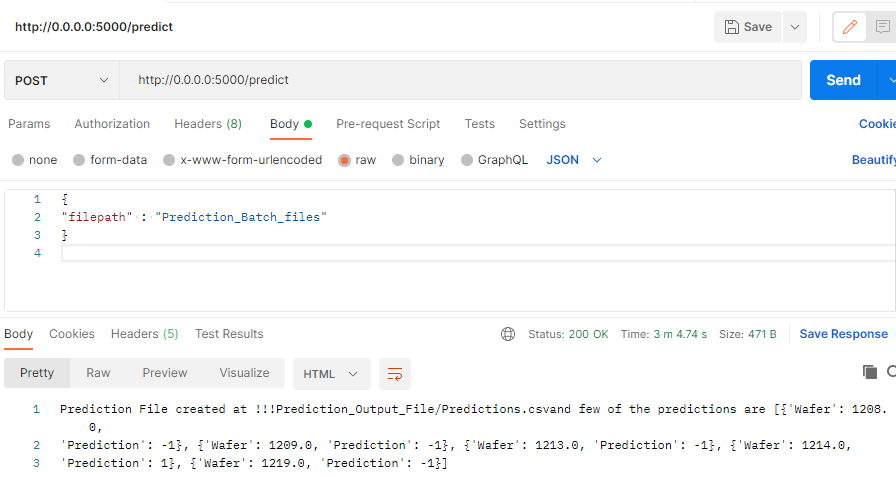 http://0.0.0.0:5000/predict
Save
POST
http://0.0.0.0:5000/predict
Send
Params Authorization Headers (8) Body Pre-request Script Tests Settings Cookie
none form-data x-www-form-urlencoded raw binary GraphQL JSON Beautify
1 {
2 "filepath" : "Prediction_Batch_files"
3 }
4
Body Cookies Headers (5) Test Results Status: 200 OK Time: 3 m 4.74 s Size: 471 B Save Response
Pretty Raw Preview Visualize HTML
1 Prediction File created at !!!Prediction_Output_File/Predictions.csvand few of the predictions are [{'Wafer': 1208.
0,
2 'Prediction': -1}, {'Wafer': 1209.0, 'Prediction': -1}, {'Wafer': 1213.0, 'Prediction': -1}, {'Wafer': 1214.0,
3 'Prediction': 1}, {'Wafer': 1219.0, 'Prediction': -1}]